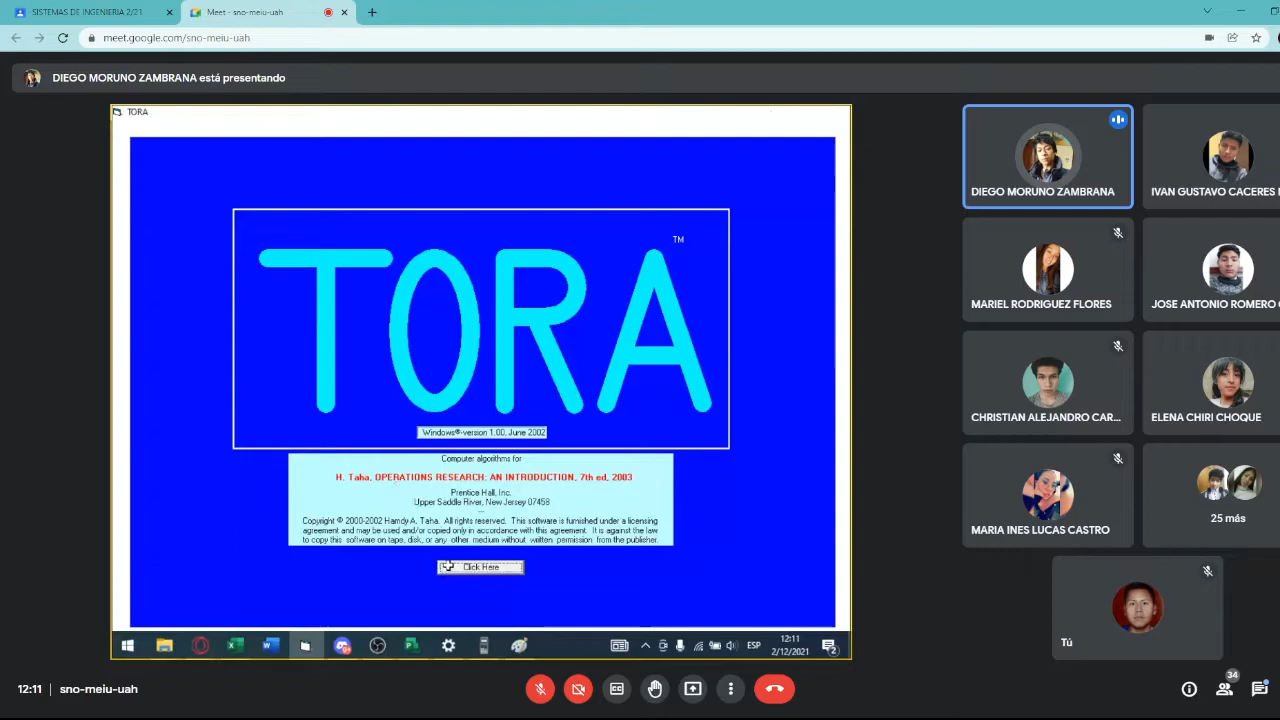 SISTEMAS DE INGENIERIA 2/21
Meet - sno-meiu-uah
meet.google.com/sno-meiu-uah
DIEGO MORUNO ZAMBRANA está presentando
TORA
TORA
TM
Windows®-version 1.00, June 2002
Computer algorithms for
H. Taha, OPERATIONS RESEARCH: AN INTRODUCTION, 7th ed, 2003
Prentice Hall, Inc.
Upper Saddle River, New Jersey 07458
---
Copyright © 2000-2002 Hamdy A. Taha. All rights reserved. This software is furnished under a licensing
agreement and may be used and/or copied only in accordance with this agreement. It is against the law
to copy this software on tape, disk, or any other medium without written permission from the publisher.
Click Here
ESP
12:11
2/12/2021
2
DIEGO MORUNO ZAMBRANA
IVAN GUSTAVO CACERES
MARIEL RODRIGUEZ FLORES
JOSE ANTONIO ROMERO
CHRISTIAN ALEJANDRO CAR...
ELENA CHIRI CHOQUE
MARIA INES LUCAS CASTRO
25 más
Tú
12:11
sno-meiu-uah
34